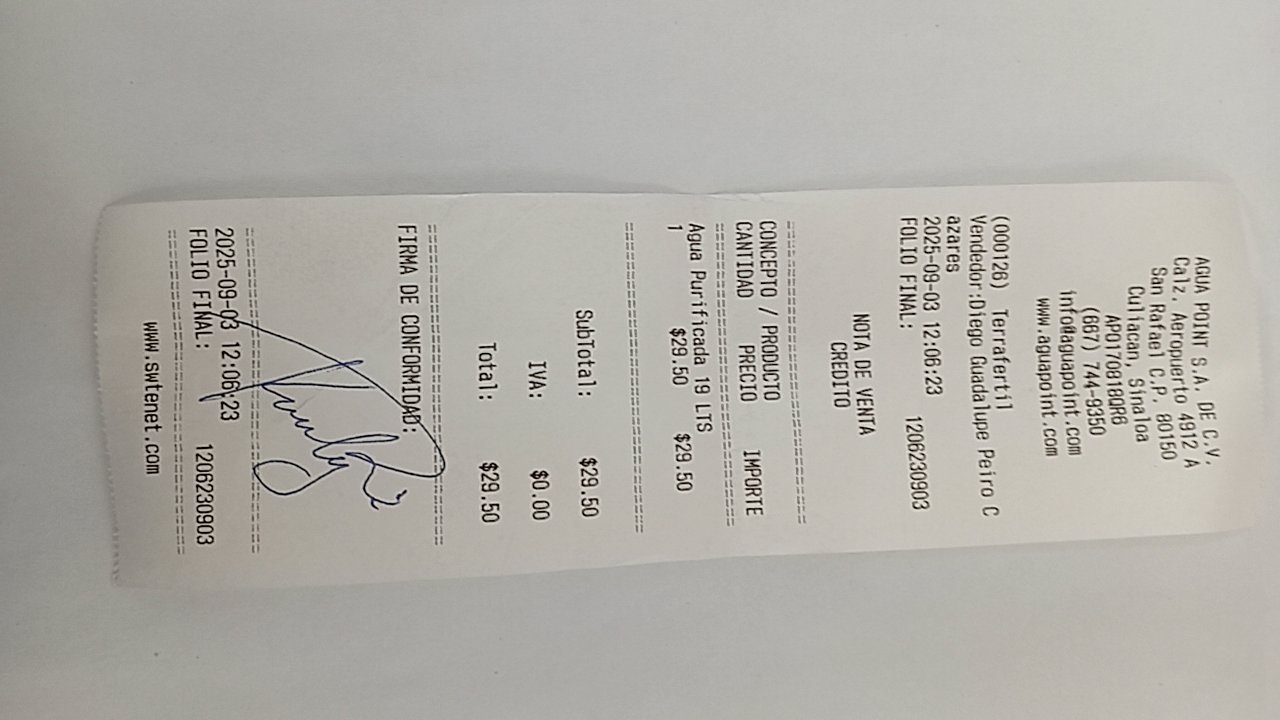 AGUA POINT S.A. DE C.V.
Calz. Aeropuerto 4912 A
San Rafael C.P. 80150
Culiacan, Sinaloa
APO170818QR6
(667) 744-9350
info@aguapoint.com
www.aguapoint.com
(000126) Terrafertil
Vendedor:Diego Guadalupe Peiro C
azares
2025-09-03 12:06:23
FOLIO FINAL: 1206230903
NOTA DE VENTA
CREDITO
CONCEPTO / PRODUCTO
CANTIDAD PRECIO IMPORTE
Agua Purificada 19 LTS
1 $29.50 $29.50
SubTotal: $29.50
IVA: $0.00
Total: $29.50
FIRMA DE CONFORMIDAD:
2025-09-03 12:06:23
FOLIO FINAL: 1206230903
www.swtenet.com